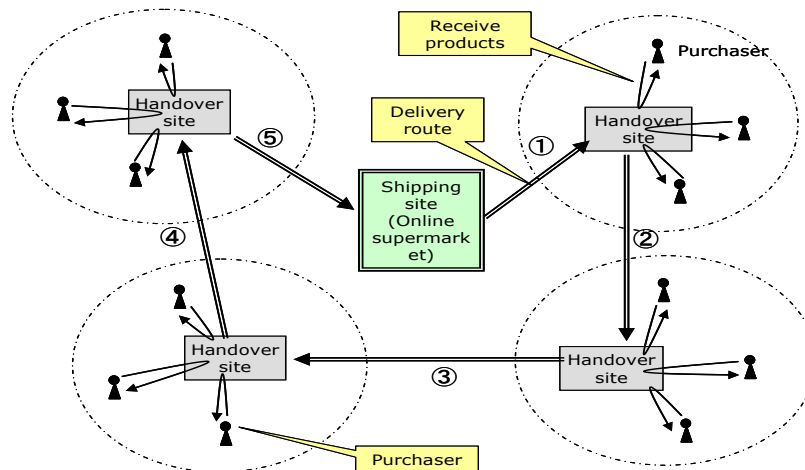 Receive
products
Purchaser
Handover
site
⑤
Delivery
route
①
Handover
site
Shipping
site
(Online
supermark
et)
④
②
Handover
site
Handover
site
③
Purchaser